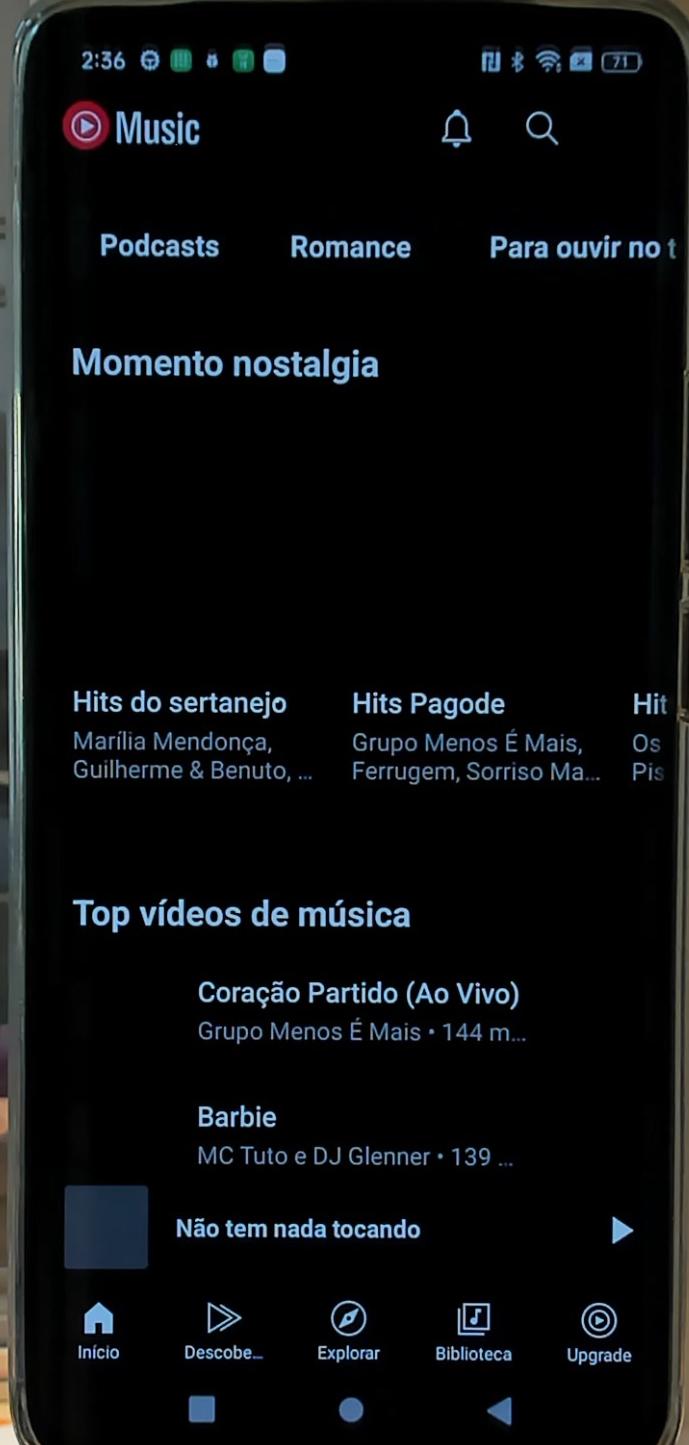 2:36
71
Music
Podcasts Romance Para ouvir no t
Momento nostalgia
Hits do sertanejo Hits Pagode Hit
Marília Mendonça, Grupo Menos É Mais, Os
Guilherme & Benuto, ... Ferrugem, Sorriso Ma... Pis
Top vídeos de música
Coração Partido (Ao Vivo)
Grupo Menos É Mais • 144 m...
Barbie
MC Tuto e DJ Glenner • 139 ...
Não tem nada tocando
Início Descobe... Explorar Biblioteca Upgrade